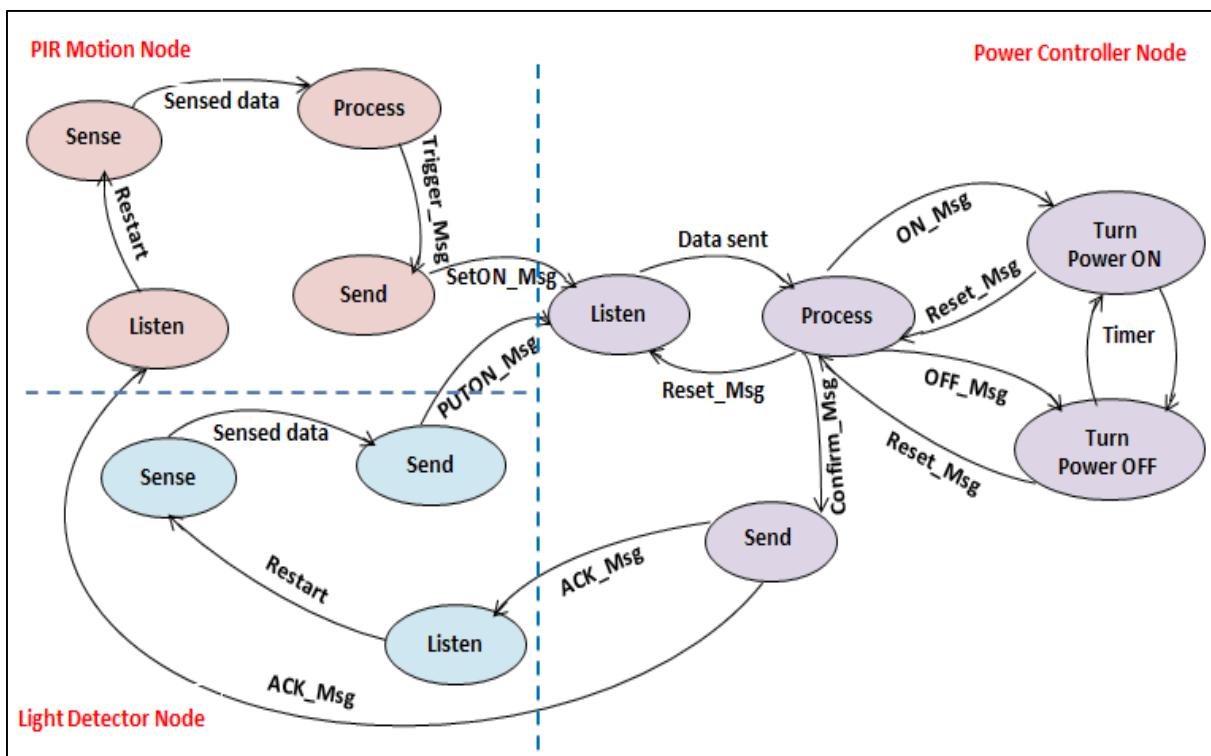 PIR Motion Node
Power Controller Node
Sensed data
Process
Sense
Trigger_Msg
Restart
ON_Msg
Turn
Power ON
Data sent
SetON_Msg
Send
Listen
Listen
Process
Reset_Msg
Timer
PUTON_Msg
Reset_Msg
OFF_Msg
Confirm_Msg
Sensed data
Sense
Send
Reset_Msg
Turn
Power OFF
Send
ACK_Msg
Restart
Listen
ACK_Msg
Light Detector Node